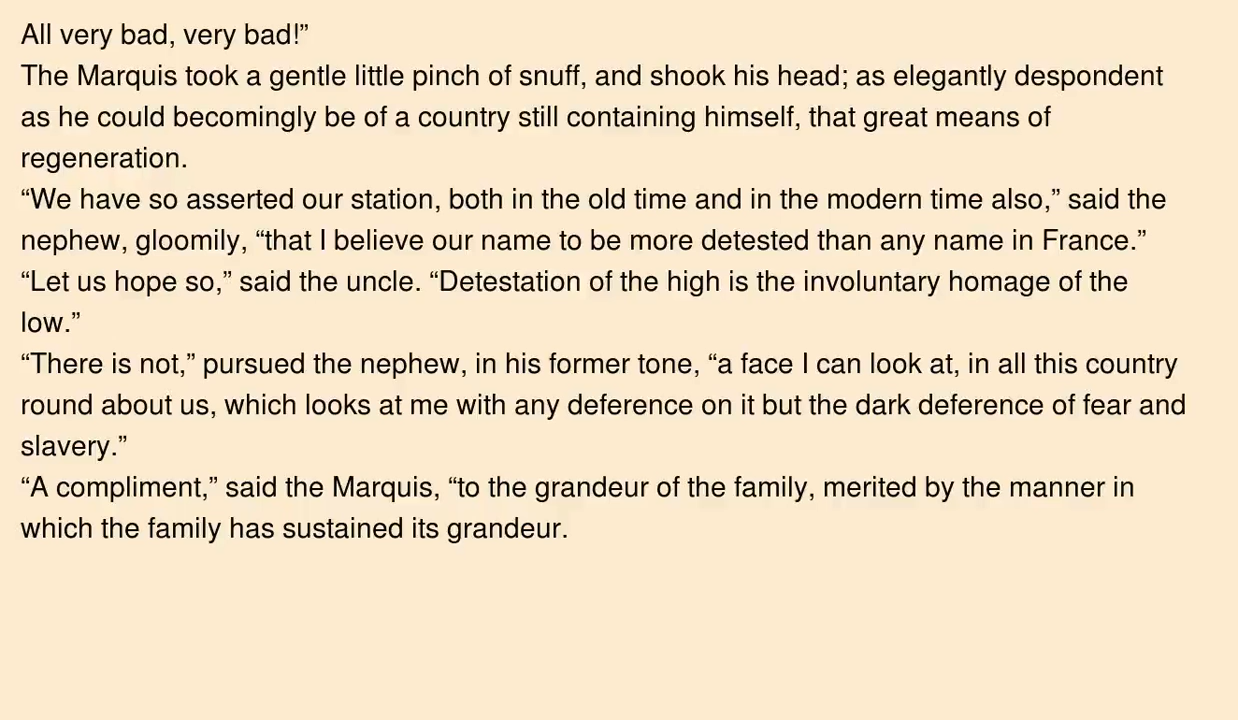 All very bad, very bad!”
The Marquis took a gentle little pinch of snuff, and shook his head; as elegantly despondent
as he could becomingly be of a country still containing himself, that great means of
regeneration.
“We have so asserted our station, both in the old time and in the modern time also,” said the
nephew, gloomily, “that I believe our name to be more detested than any name in France.”
“Let us hope so,” said the uncle. “Detestation of the high is the involuntary homage of the
low.”
“There is not,” pursued the nephew, in his former tone, “a face I can look at, in all this country
round about us, which looks at me with any deference on it but the dark deference of fear and
slavery.”
“A compliment,” said the Marquis, “to the grandeur of the family, merited by the manner in
which the family has sustained its grandeur.